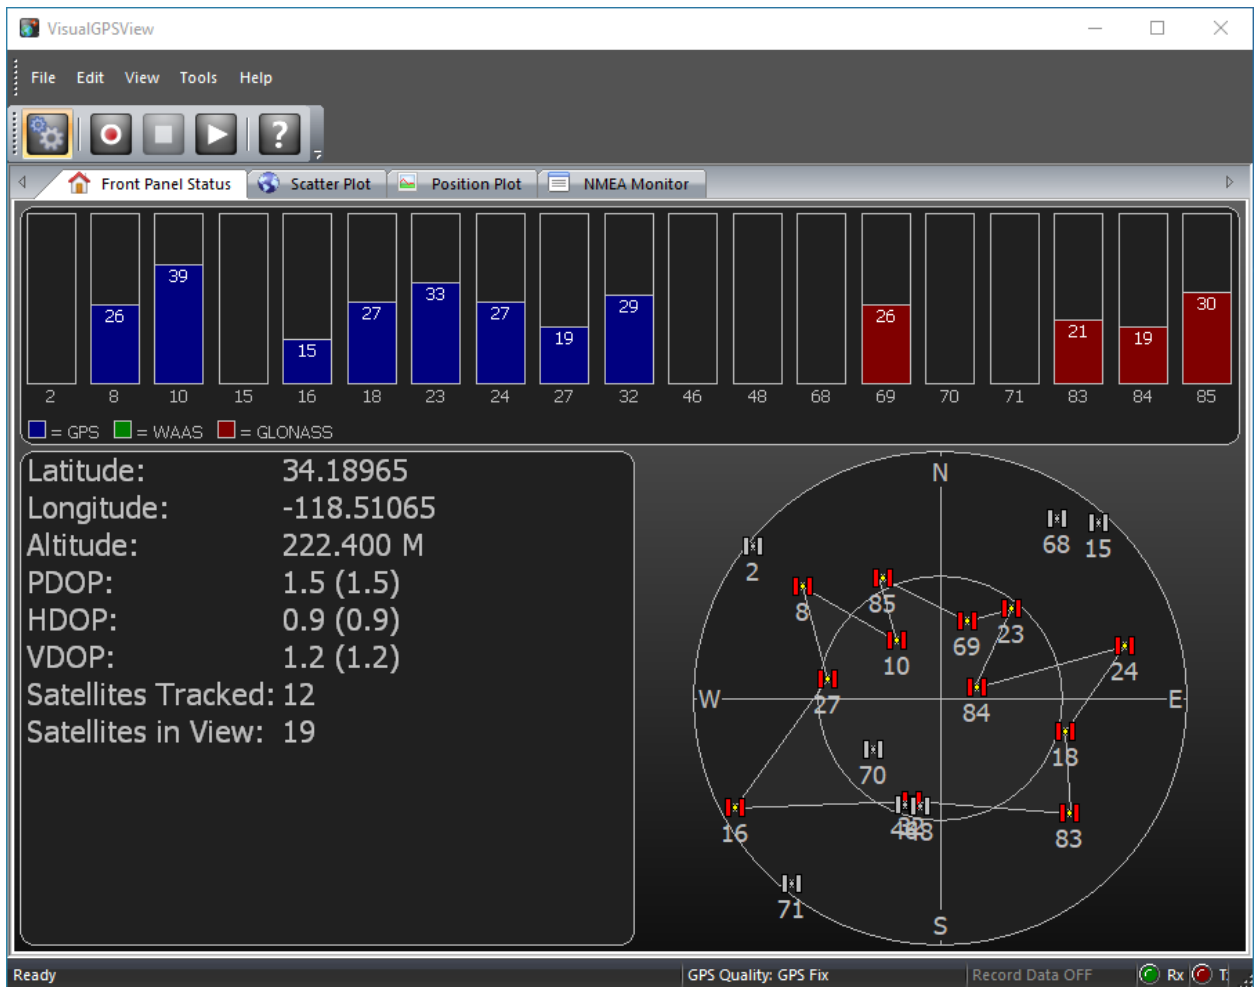 VisualGPSView
File Edit View Tools Help
Front Panel Status Scatter Plot Position Plot NMEA Monitor
26 39 15 27 33 27 19 29 26 21 19 30
2 8 10 15 16 18 23 24 27 32 46 48 68 69 70 71 83 84 85
= GPS = WAAS = GLONASS
Latitude: 34.18965
Longitude: -118.51065
Altitude: 222.400 M
PDOP: 1.5 (1.5)
HDOP: 0.9 (0.9)
VDOP: 1.2 (1.2)
Satellites Tracked: 12
Satellites in View: 19
N
68 15
2
8 85
69 23
10
24
W 27 84 E
18
70
16 83
71
S
Ready GPS Quality: GPS Fix Record Data OFF Rx